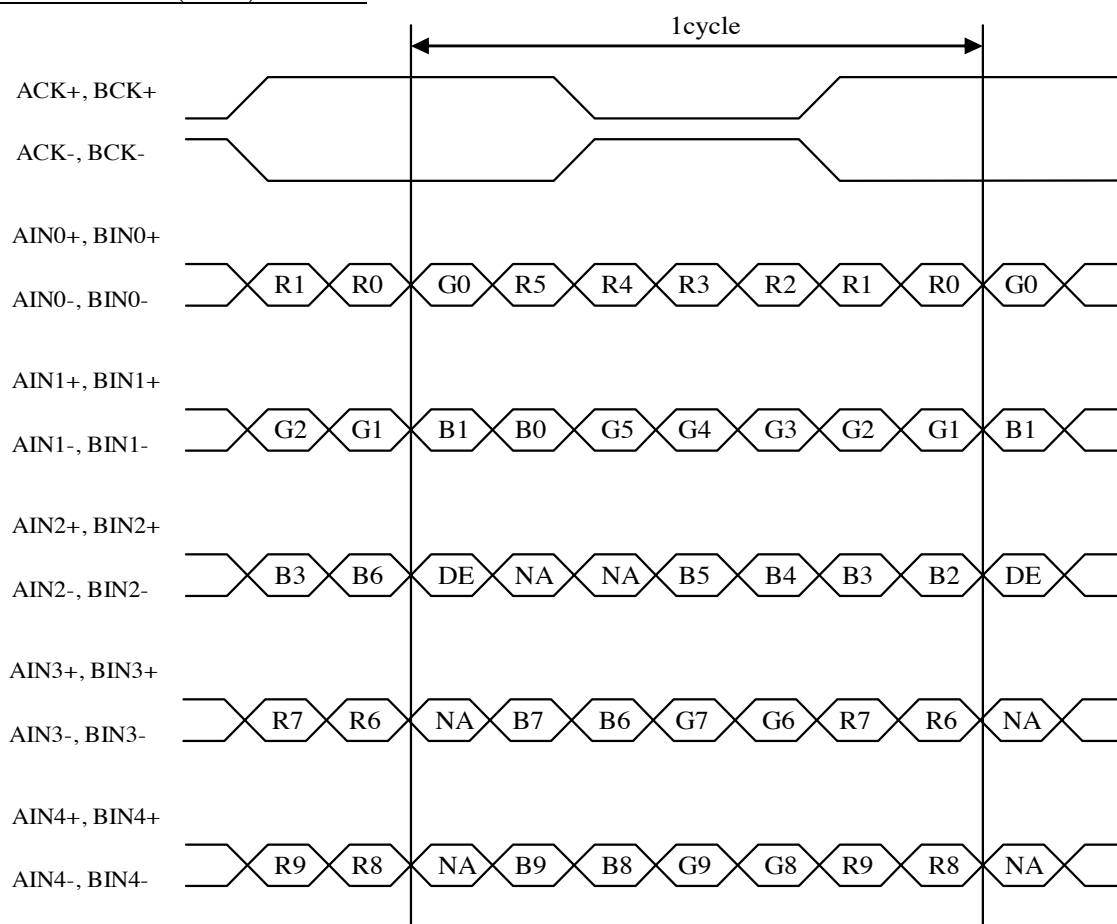 1cycle
ACK+, BCK+
ACK-, BCK-
AIN0+, BIN0+
R1 R0 G0 R5 R4 R3 R2 R1 R0 G0
AIN0-, BIN0-
AIN1+, BIN1+
G2 G1 B1 B0 G5 G4 G3 G2 G1 B1
AIN1-, BIN1-
AIN2+, BIN2+
B3 B6 DE NA NA B5 B4 B3 B2 DE
AIN2-, BIN2-
AIN3+, BIN3+
R7 R6 NA B7 B6 G7 G6 R7 R6 NA
AIN3-, BIN3-
AIN4+, BIN4+
R9 R8 NA B9 B8 G9 G8 R9 R8 NA
AIN4-, BIN4-